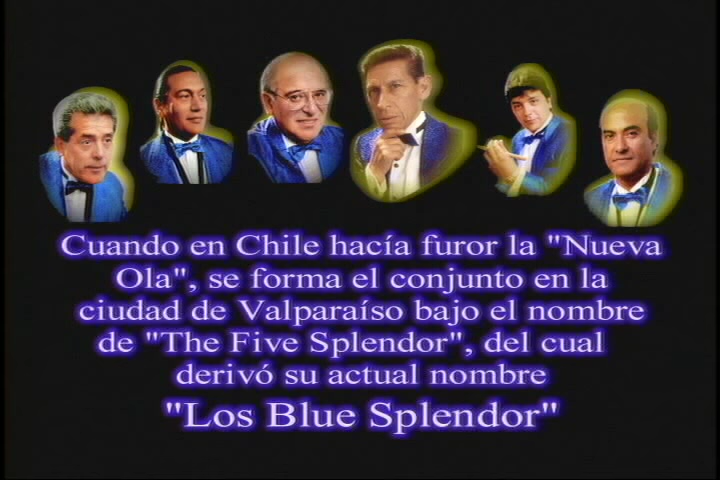 Cuando en Chile hacía furor la "Nueva
Ola", se forma el conjunto en la
ciudad de Valparaíso bajo el nombre
de "The Five Splendor", del cual
derivó su actual nombre
"Los Blue Splendor"